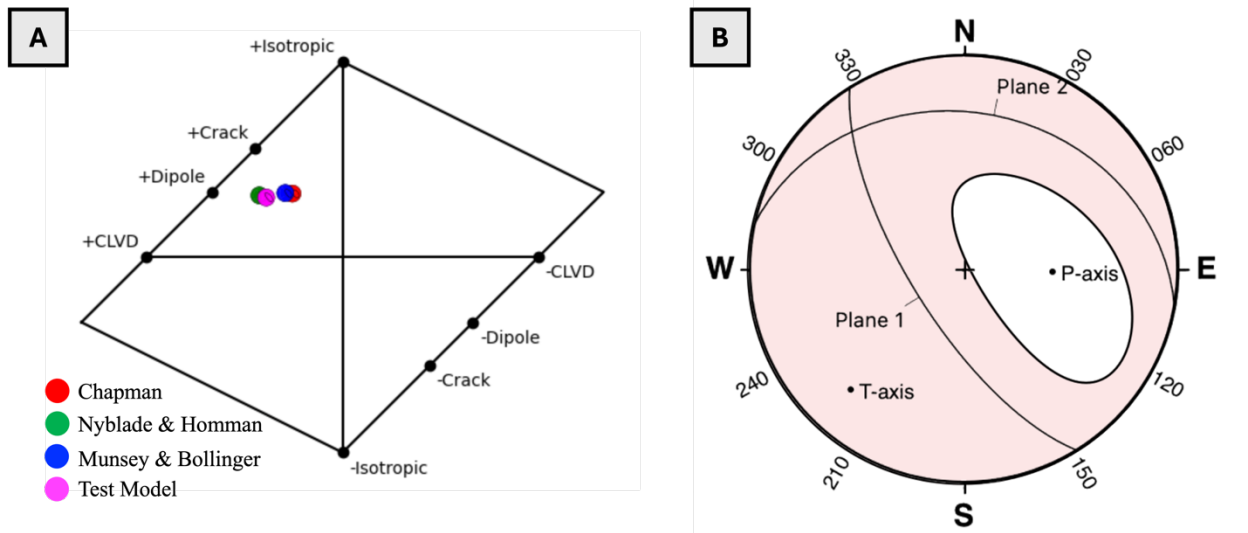 A
+Isotropic
+Crack
+Dipole
+CLVD
-CLVD
-Dipole
-Crack
-Isotropic
Chapman
Nyblade & Homman
Munsey & Bollinger
Test Model
B
N
030
Plane 2
060
E
120
150
S
210
240
W
300
330
P-axis
Plane 1
T-axis